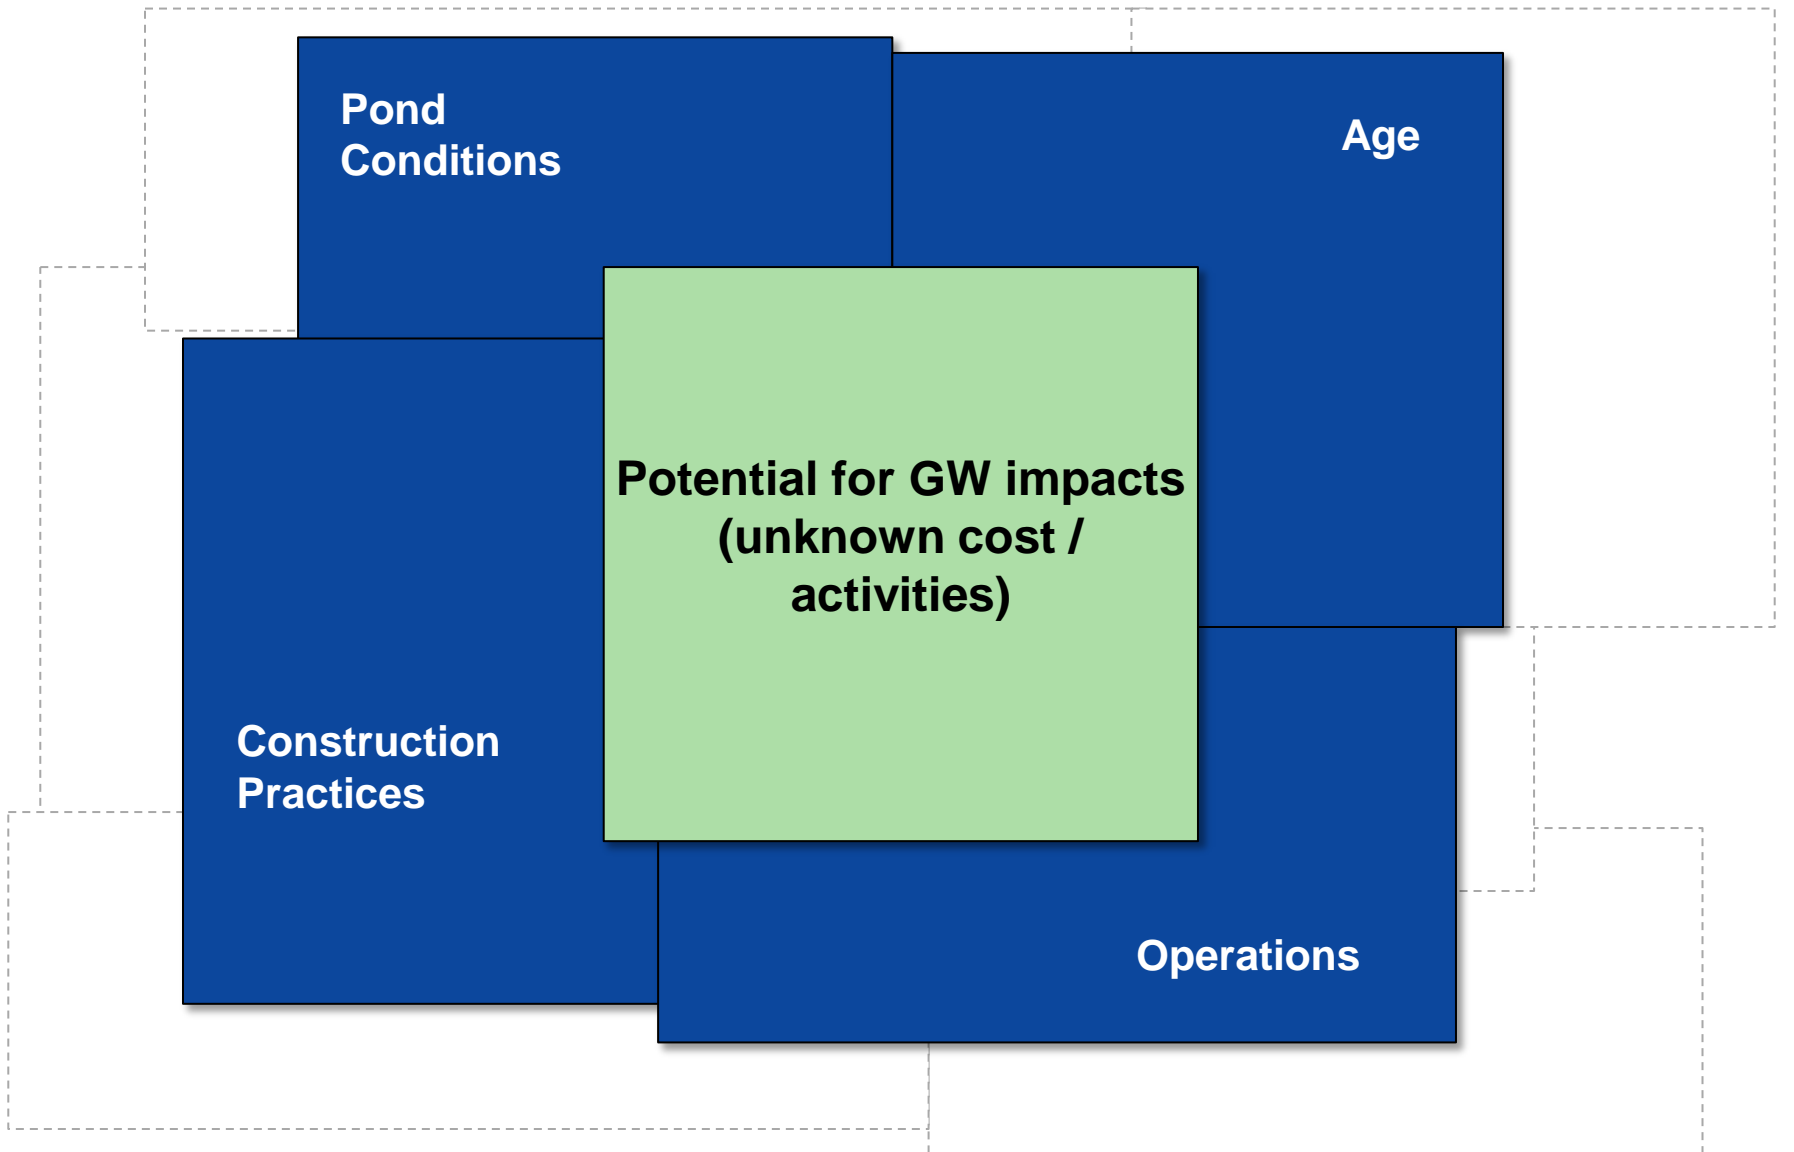 Pond
Conditions
Age
Potential for GW impacts
(unknown cost /
activities)
Construction
Practices
Operations